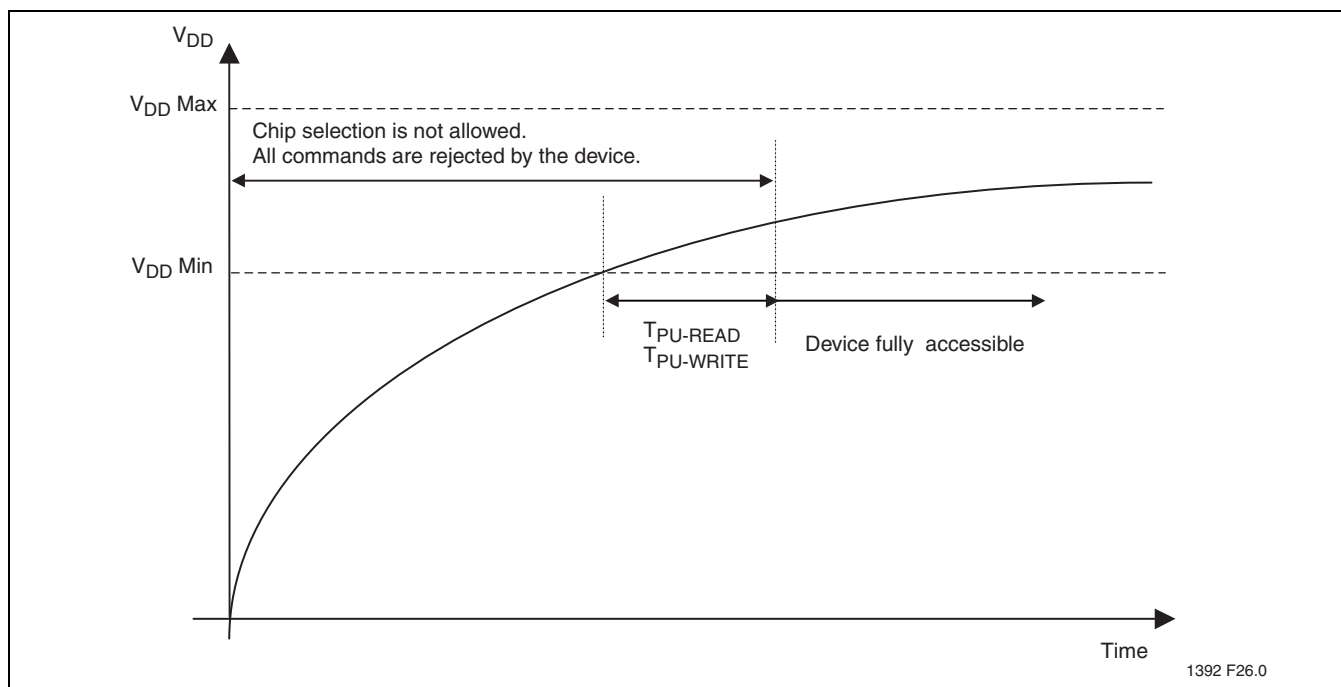 VDD
VDD Max
Chip selection is not allowed.
All commands are rejected by the device.
VDD Min
TPU-READ
TPU-WRITE
Device fully accessible
Time
1392 F26.0